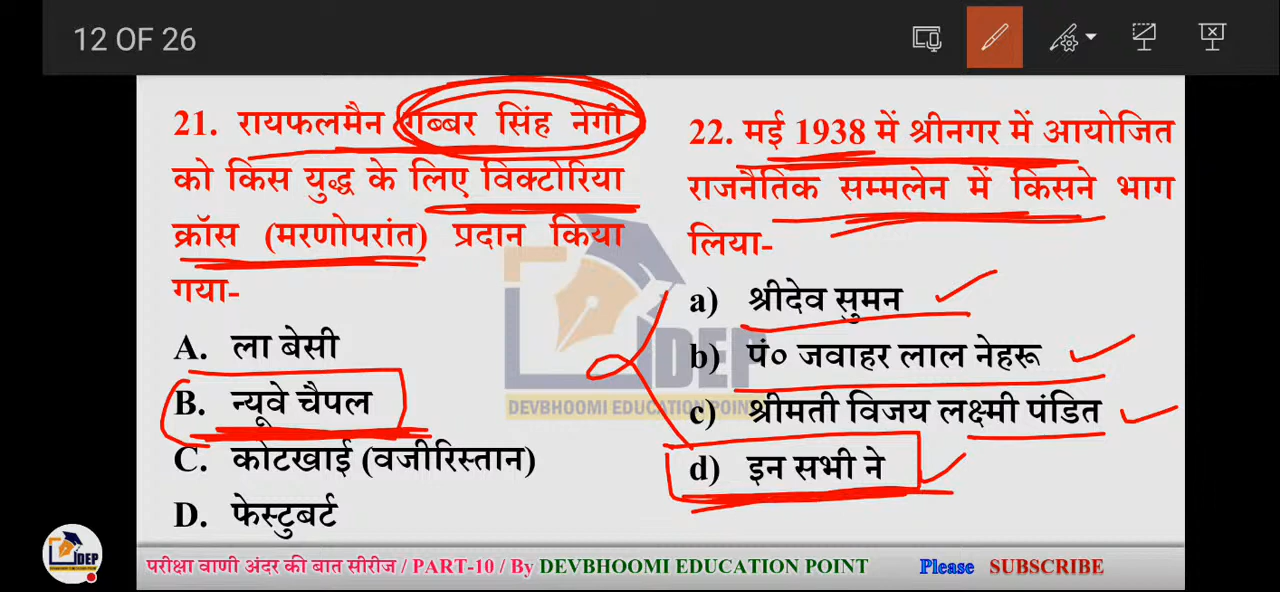 12 OF 26
21. रायफलमैन गब्बर सिंह नेगी
को किस युद्ध के लिए विक्टोरिया
क्रॉस (मरणोपरांत) प्रदान किया
गया-
A. ला बेसी
B. न्यूवे चैपल
C. कोटखाई (वजीरिस्तान)
D. फेस्टुबर्ट
22. मई 1938 में श्रीनगर में आयोजित
राजनैतिक सम्मलेन में किसने भाग
लिया-
a) श्रीदेव सुमन
b) पं० जवाहर लाल नेहरू
c) श्रीमती विजय लक्ष्मी पंडित
d) इन सभी ने
IDEP
DEVBHOOMI EDUCATION POINT
DEP
परीक्षा वाणी अंदर की बात सीरीज / PART-10 / By DEVBHOOMI EDUCATION POINT Please SUBSCRIBE